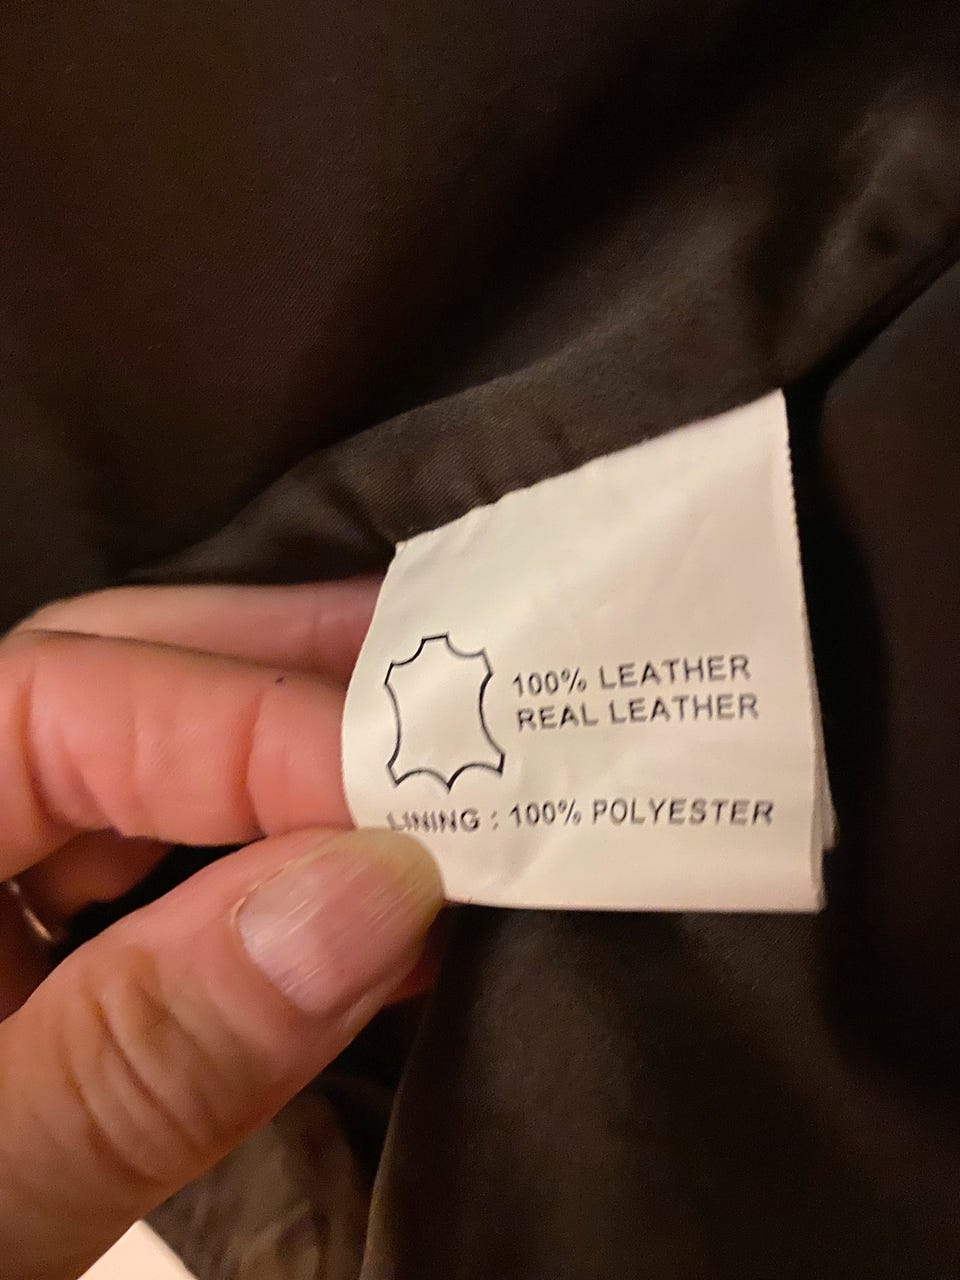 100% LEATHER
REAL LEATHER
LINING : 100% POLYESTER